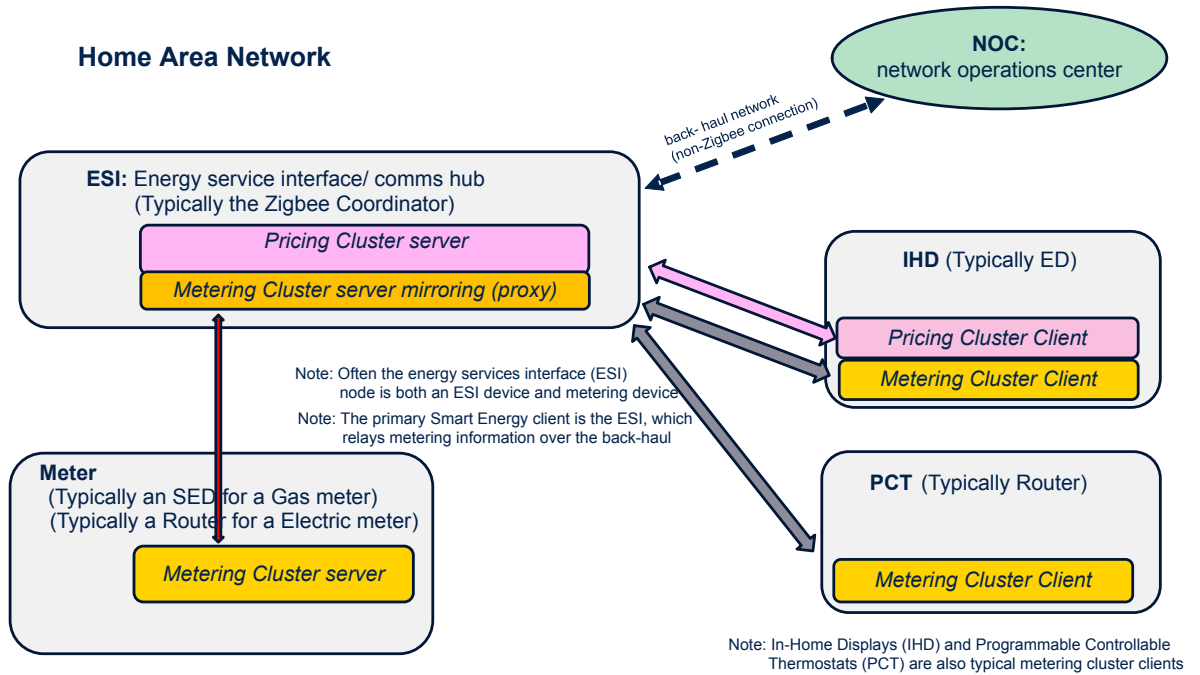 Home Area Network
NOC:
network operations center
back- haul network
(non-Zigbee connection)
ESI: Energy service interface/ comms hub
(Typically the Zigbee Coordinator)
Pricing Cluster server
Metering Cluster server mirroring (proxy)
IHD (Typically ED)
Pricing Cluster Client
Metering Cluster Client
Note: Often the energy services interface (ESI)
node is both an ESI device and metering device
Note: The primary Smart Energy client is the ESI, which
relays metering information over the back-haul
Meter
(Typically an SED for a Gas meter)
(Typically a Router for a Electric meter)
Metering Cluster server
PCT (Typically Router)
Metering Cluster Client
Note: In-Home Displays (IHD) and Programmable Controllable
Thermostats (PCT) are also typical metering cluster clients